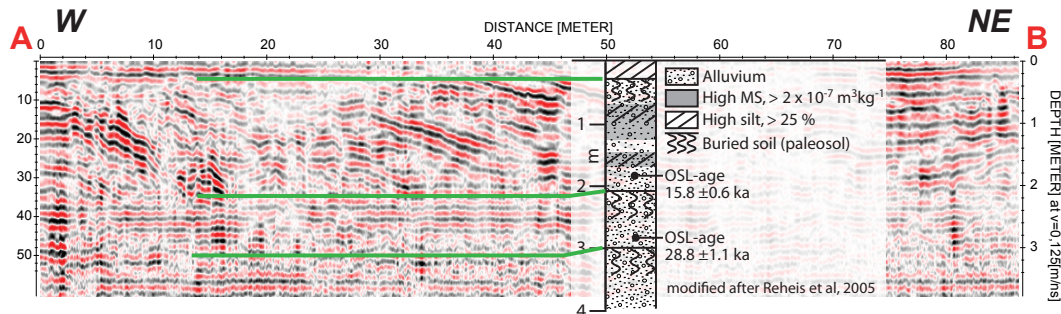 W
DISTANCE [METER]
NE
A
B
0
10
20
30
40
50
60
70
80
10
20
30
40
50
0
1
2
3
DEPTH [METER] at v=0,125[m/ns]
1
m
2
3
4
Alluvium
High MS, > 2 x 10⁻⁷ m³kg⁻¹
High silt, > 25 %
Buried soil (paleosol)
OSL-age
15.8 ±0.6 ka
OSL-age
28.8 ±1.1 ka
modified after Reheis et al, 2005